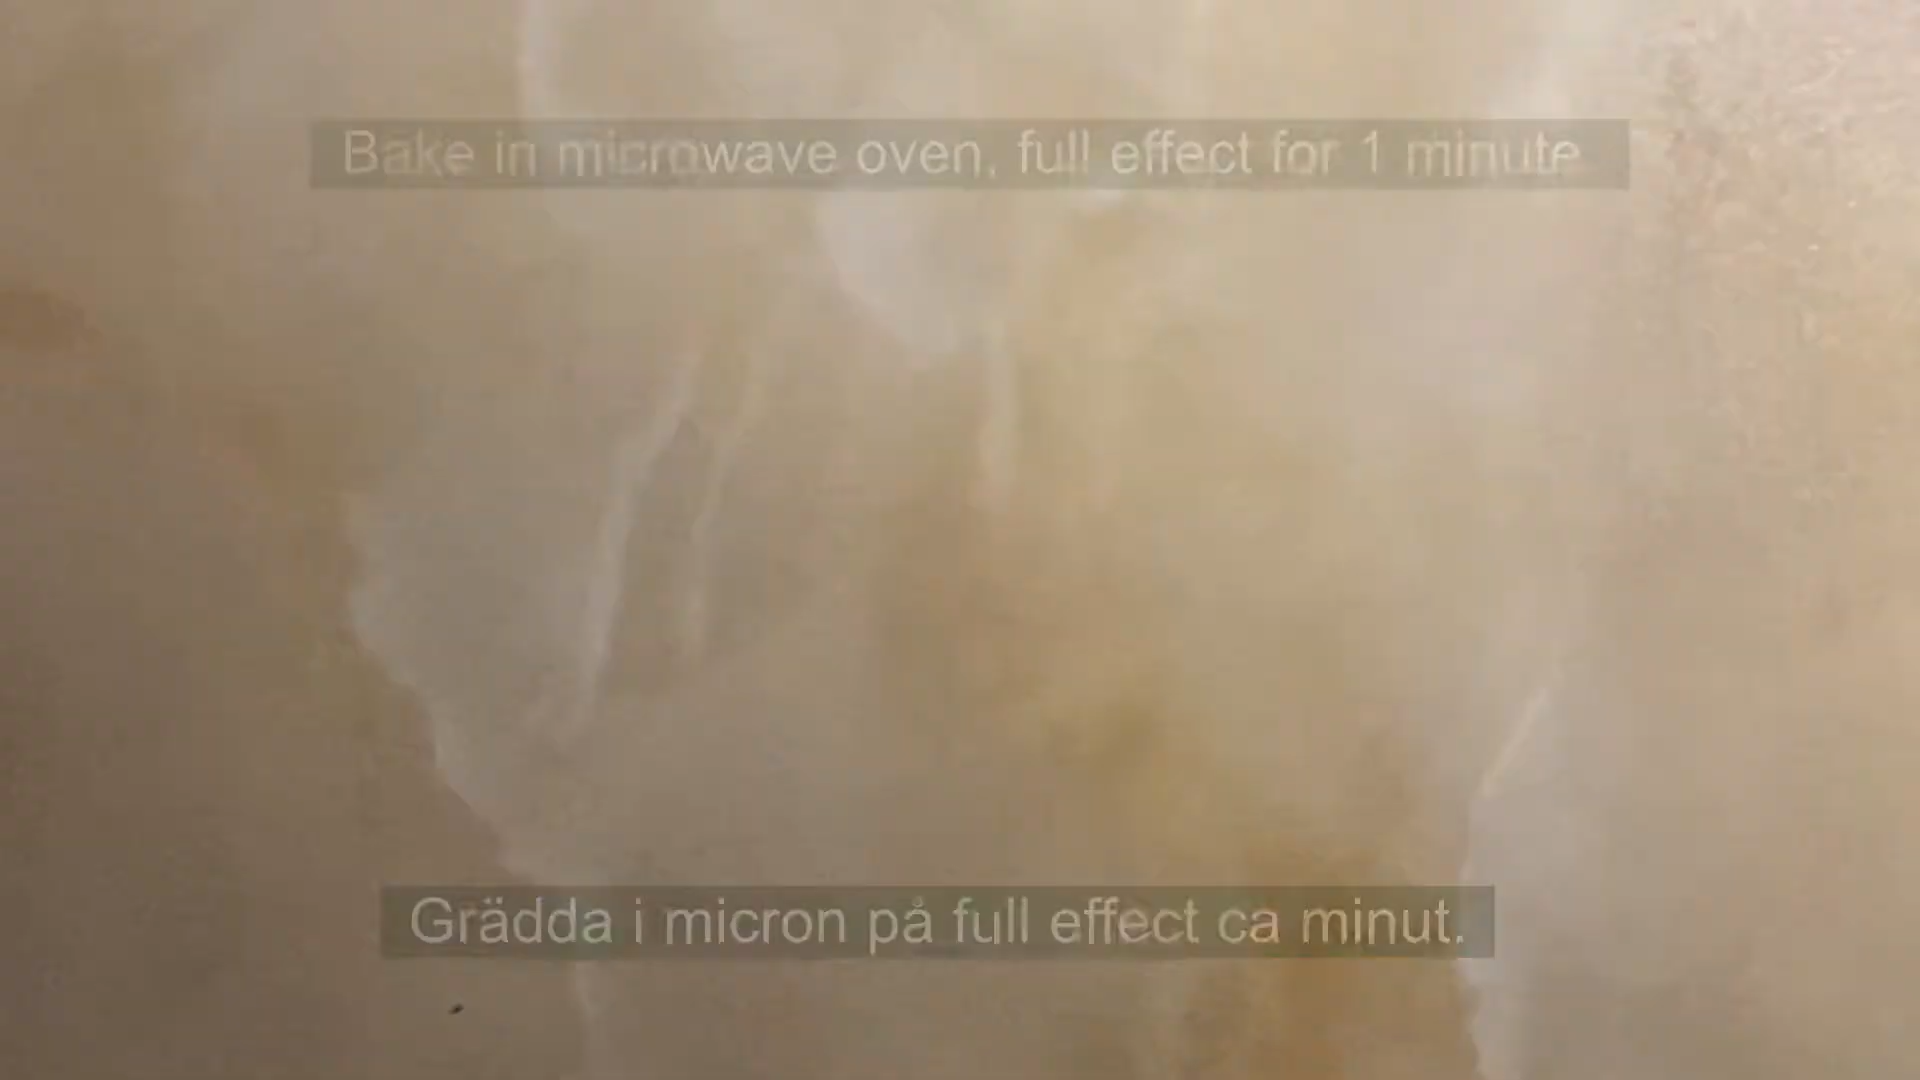 Bake in microwave oven, full effect for 1 minute
Grädda i micron på full effect ca minut.